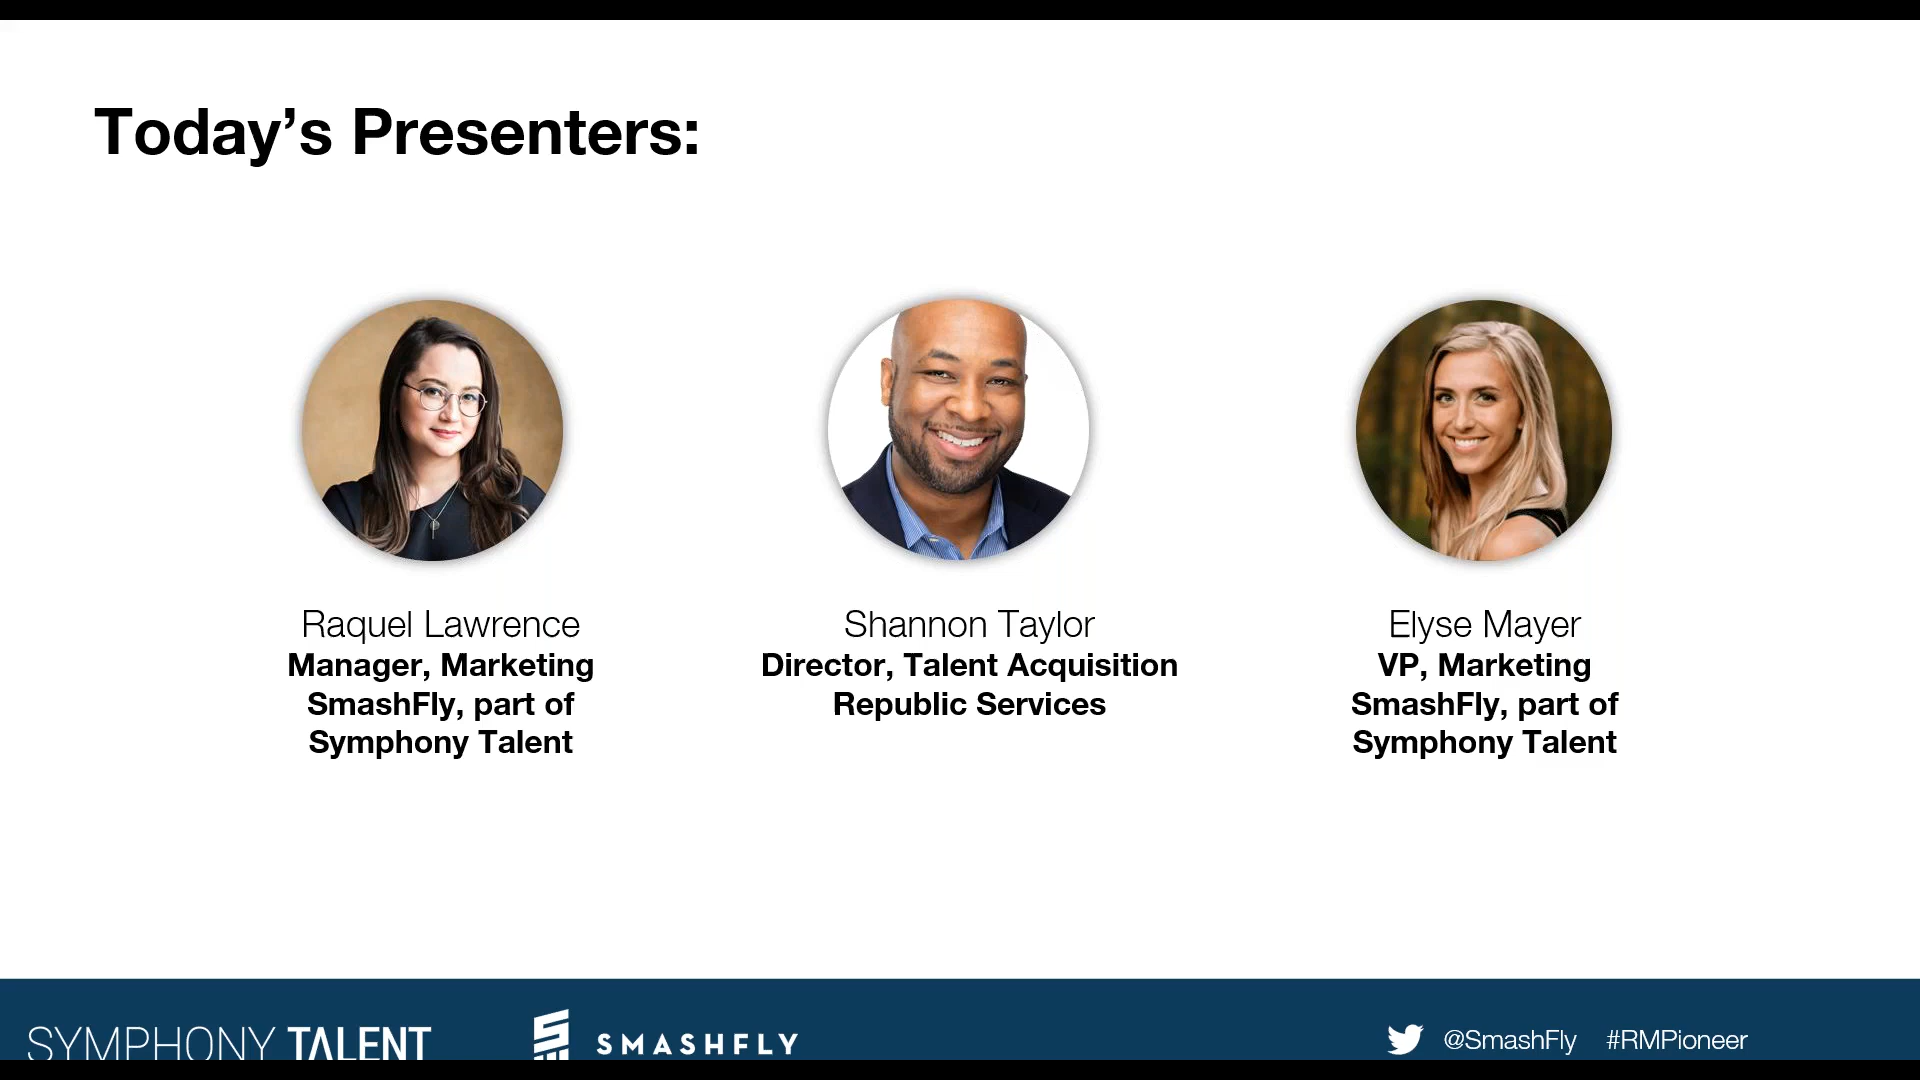 Today’s Presenters:
Raquel Lawrence
Manager, Marketing
SmashFly, part of
Symphony Talent
Shannon Taylor
Director, Talent Acquisition
Republic Services
Elyse Mayer
VP, Marketing
SmashFly, part of
Symphony Talent
SYMPHONY TALENT
SMASHFLY
@SmashFly #RMPioneer